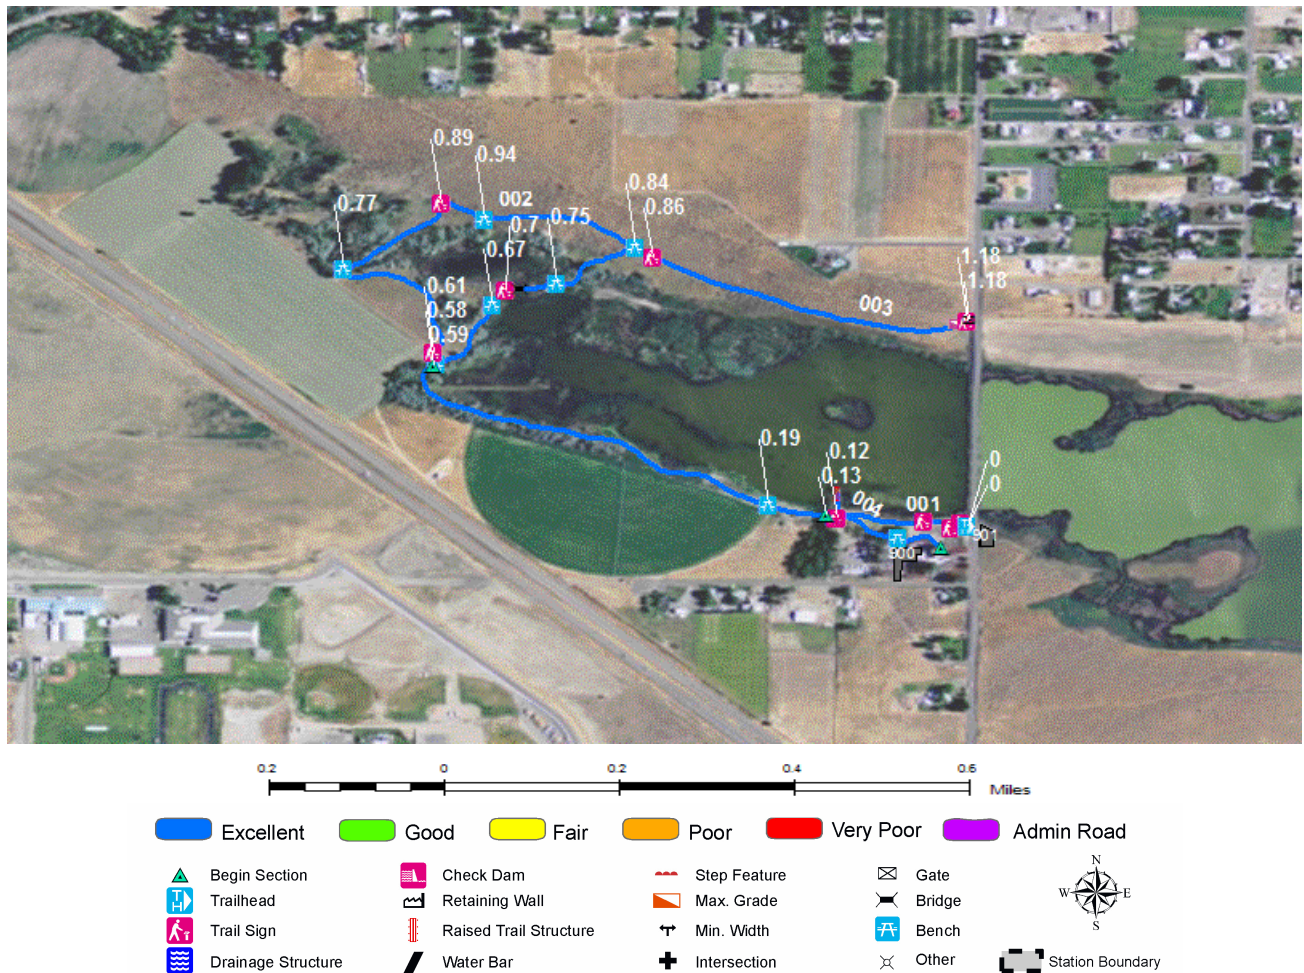 0.89
0.94
0.84
0.77
002
0.86
0.7
0.75
0.67
1.18
0.61
1.18
0.58
003
0.59
0.19
0.12
0
0.13
0
004
001
900
901
0.2
0
0.2
0.4
0.6
Miles
Excellent
Good
Fair
Poor
Very Poor
Admin Road
Begin Section
Check Dam
Step Feature
Gate
N
Trailhead
Retaining Wall
Max. Grade
Bridge
W
E
Trail Sign
Raised Trail Structure
Min. Width
Bench
S
Drainage Structure
Water Bar
Intersection
Other
Station Boundary